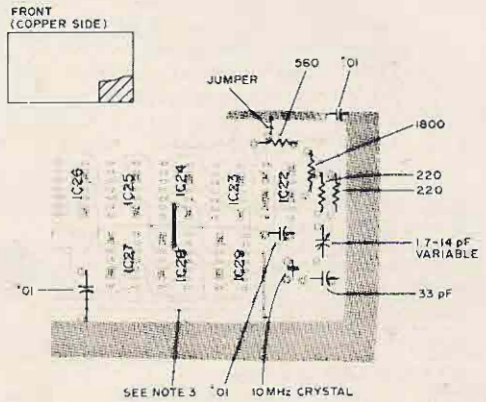 FRONT
(COPPER SIDE)
JUMPER
560
.01
1800
220
220
1.7-14 pF
VARIABLE
33 pF
IC26
IC25
IC24
IC23
IC22
IC27
IC28
IC29
.01
SEE NOTE 3
.01
10MHz CRYSTAL